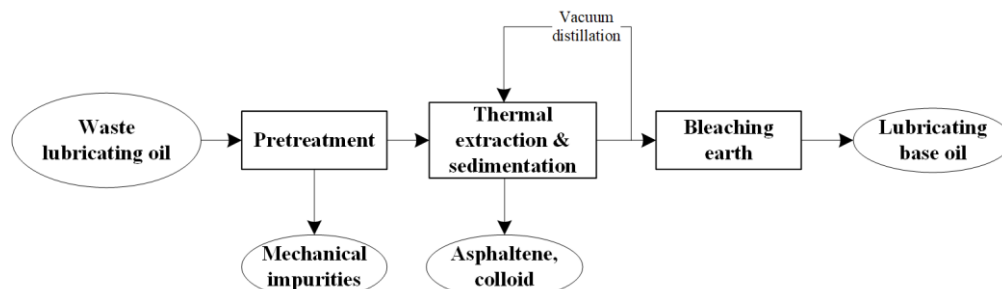 Vacuum
distillation
Waste
lubricating oil
Pretreatment
Thermal
extraction &
sedimentation
Bleaching
earth
Lubricating
base oil
Mechanical
impurities
Asphaltene,
colloid